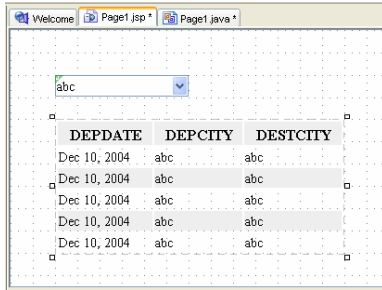 Welcome Page1.jsp * Page1.java *
abc
DEPDATE DEPCITY DESTCITY
Dec 10, 2004 abc abc
Dec 10, 2004 abc abc
Dec 10, 2004 abc abc
Dec 10, 2004 abc abc
Dec 10, 2004 abc abc